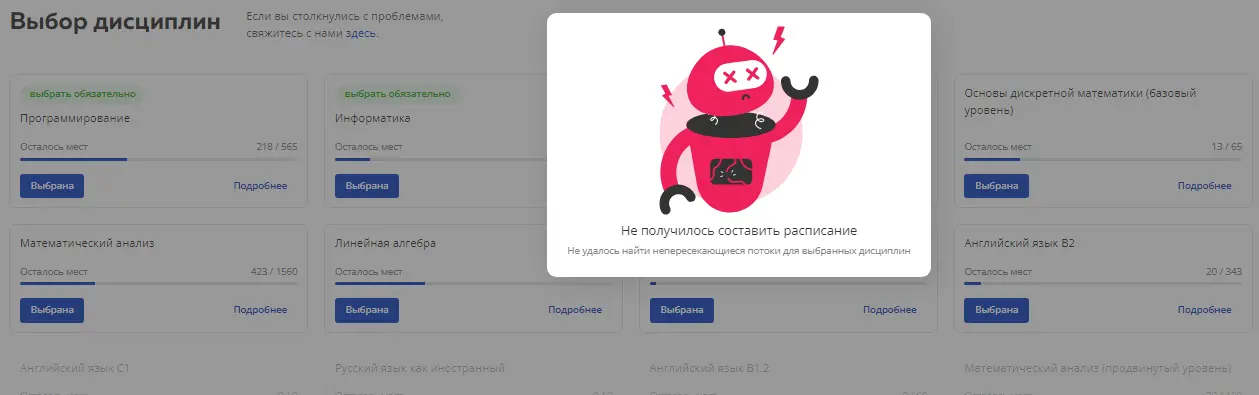 Выбор дисциплин
Если вы столкнулись с проблемами,
свяжитесь с нами здесь.
Не получилось составить расписание
Не удалось найти непересекающиеся потоки для выбранных дисциплин
выбрать обязательно
Программирование
Осталось мест 218 / 565
Выбрана Подробнее
выбрать обязательно
Информатика
Осталось мест
Выбрана
Основы дискретной математики (базовый
уровень)
Осталось мест 13 / 65
Выбрана Подробнее
Математический анализ
Осталось мест 423 / 1560
Выбрана Подробнее
Линейная алгебра
Осталось мест
Выбрана Подробнее
Выбрана Подробнее
Английский язык B2
Осталось мест 20 / 343
Выбрана Подробнее
Английский язык C1
Русский язык как иностранный
Английский язык B1.2
Математический анализ (продвинутый уровень)